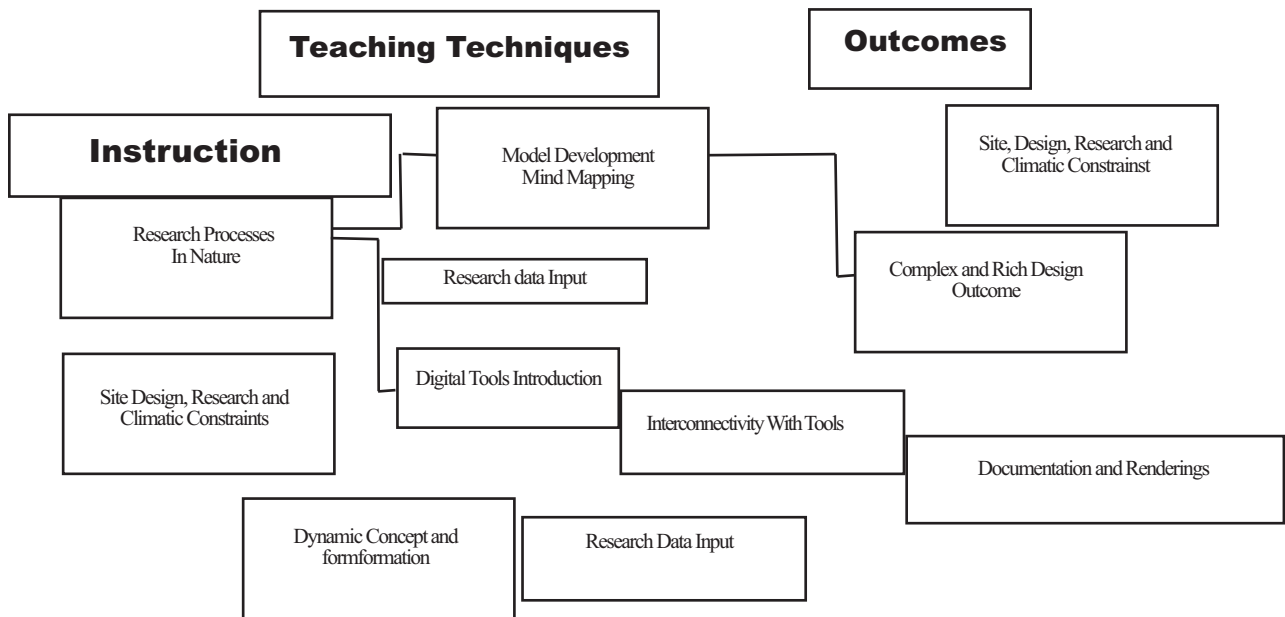 Teaching Techniques
Outcomes
Instruction
Model Development
Mind Mapping
Site, Design, Research and
Climatic Constrainst
Research Processes
In Nature
Research data Input
Complex and Rich Design
Outcome
Site Design, Research and
Climatic Constraints
Digital Tools Introduction
Interconnectivity With Tools
Documentation and Renderings
Dynamic Concept and
formformation
Research Data Input